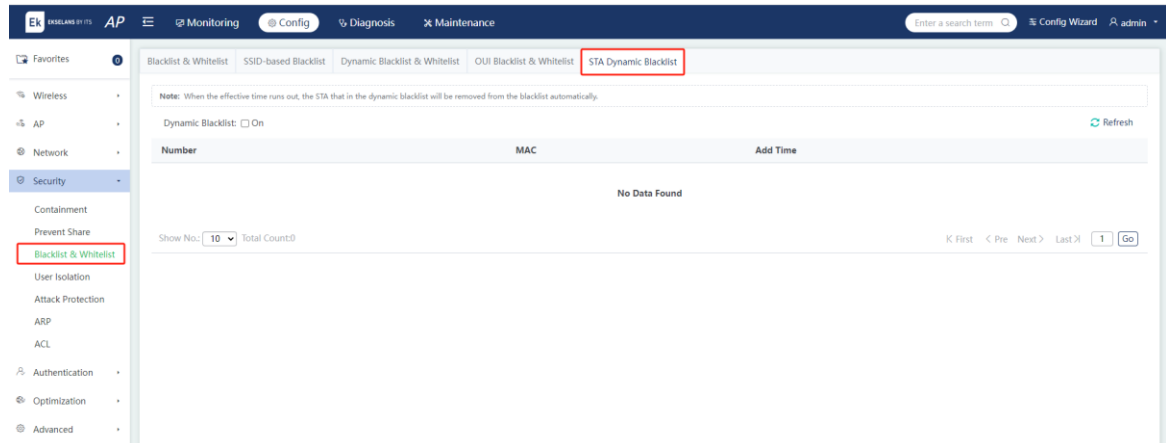 Ek EKSELANS BY ITS AP Monitoring Config Diagnosis Maintenance Enter a search term Config Wizard admin
Favorites 0
Blacklist & Whitelist SSID-based Blacklist Dynamic Blacklist & Whitelist OUI Blacklist & Whitelist STA Dynamic Blacklist
Wireless
Note: When the effective time runs out, the STA that in the dynamic blacklist will be removed from the blacklist automatically.
AP
Dynamic Blacklist: On Refresh
Network
Number MAC Add Time
Security
No Data Found
Containment
Prevent Share
Show No.: 10 Total Count:0 First Pre Next Last 1 Go
Blacklist & Whitelist
User Isolation
Attack Protection
ARP
ACL
Authentication
Optimization
Advanced